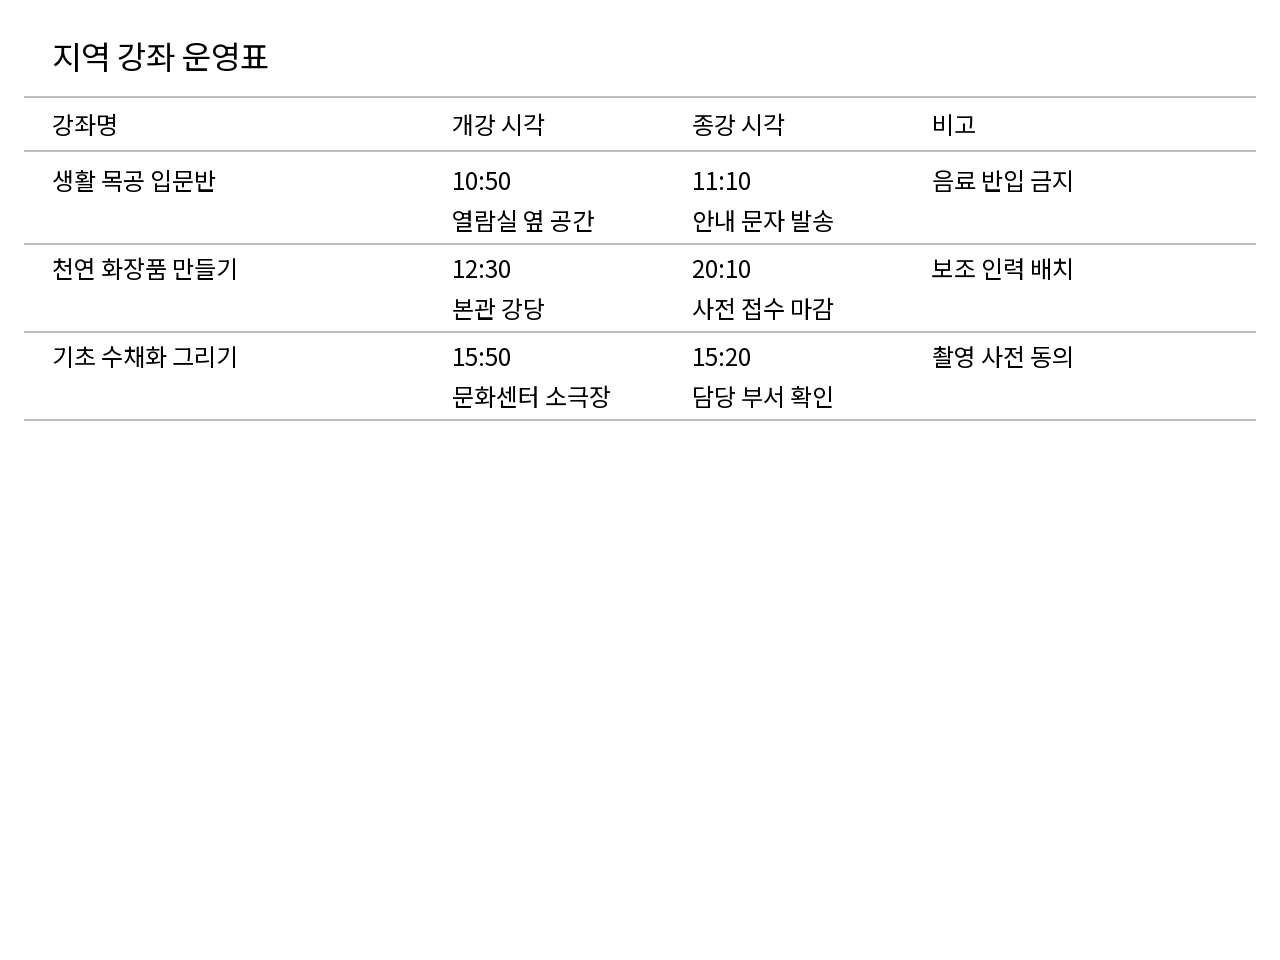 지역 강좌 운영표
강좌명 개강 시각 종강 시각 비고
생활 목공 입문반 10:50 11:10 음료 반입 금지
열람실 옆 공간 안내 문자 발송
천연 화장품 만들기 12:30 20:10 보조 인력 배치
본관 강당 사전 접수 마감
기초 수채화 그리기 15:50 15:20 촬영 사전 동의
문화센터 소극장 담당 부서 확인